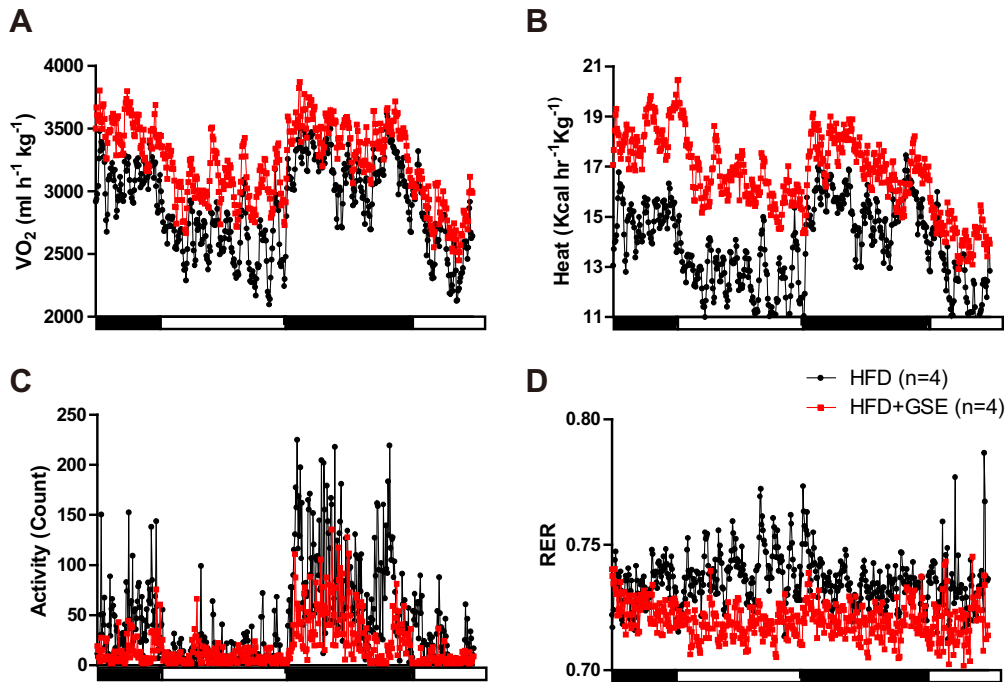 A
VO2 (ml h-1 kg-1)
4000
3500
3000
2500
2000
B
Heat (Kcal hr-1Kg-1)
21
19
17
15
13
11
C
Activity (Count)
250
200
150
100
50
0
D
HFD (n=4)
HFD+GSE (n=4)
RER
0.80
0.75
0.70